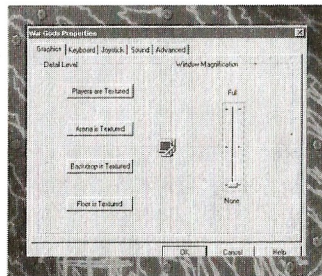 War Gods Properties
Graphics Keyboard Joystick Sound Advanced
Detail Level
Window Magnification
Players are Textured
Full
Arena is Textured
Backdrop is Textured
Floor is Textured
None
OK Cancel Help